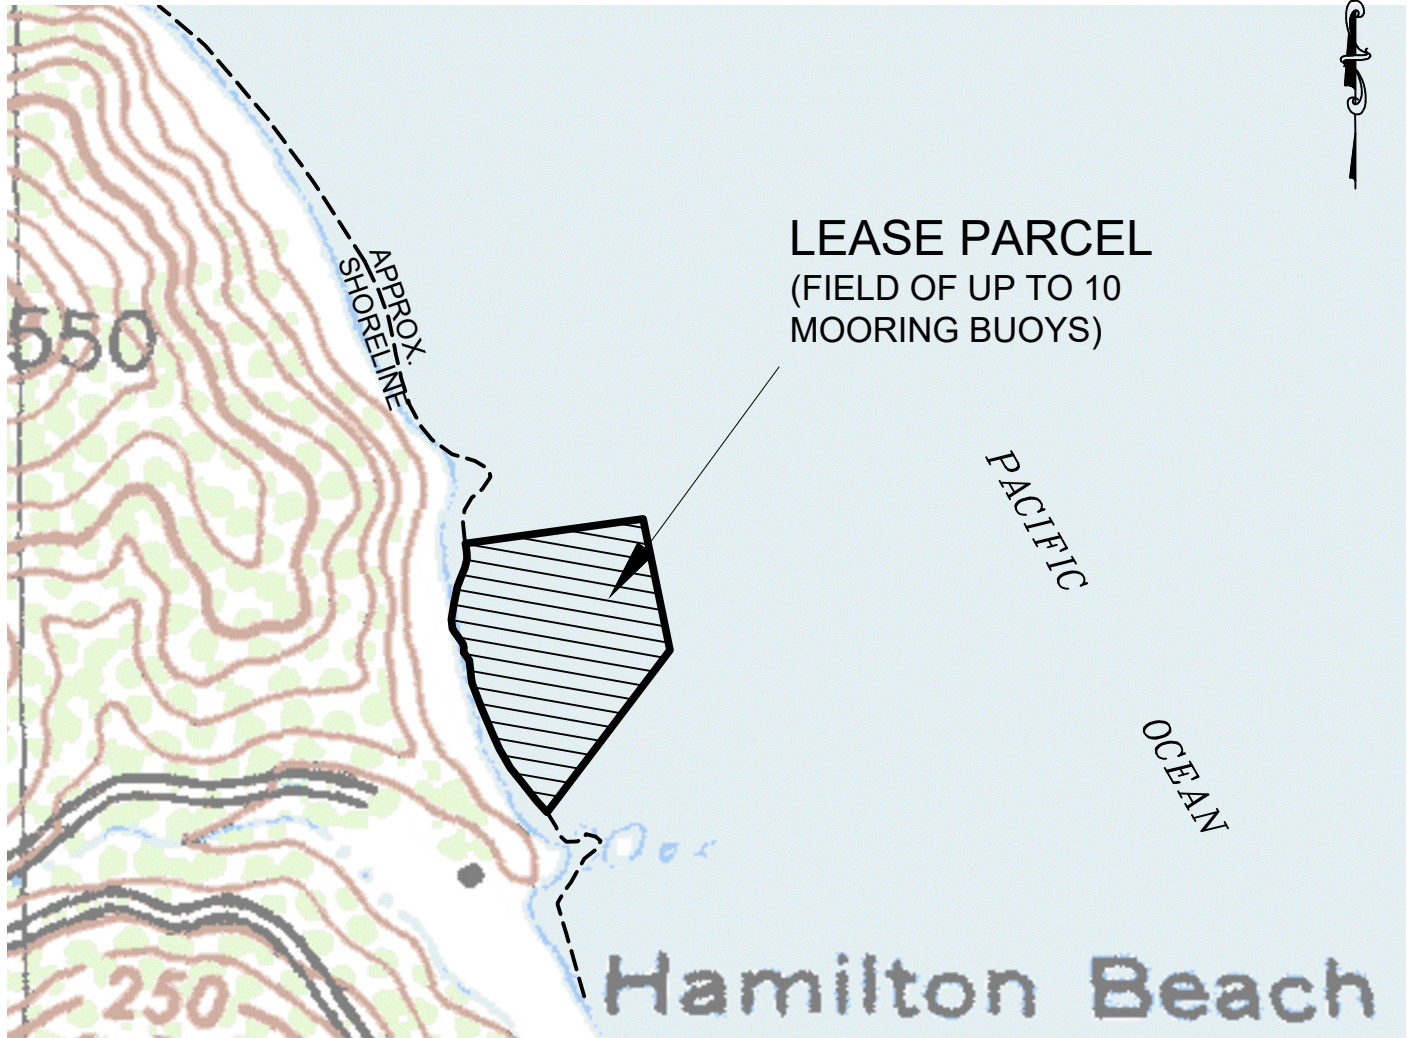 LEASE PARCEL
(FIELD OF UP TO 10
MOORING BUOYS)
APPROX.
SHORELINE
550
PACIFIC
OCEAN
Hamilton Beach
250